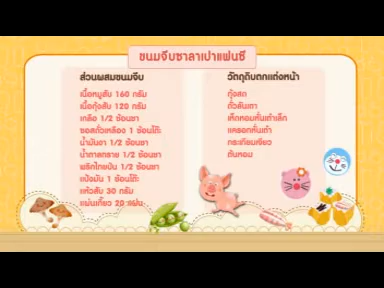 ขนมจีบซาลาเปาแฟนซี
ส่วนผสมขนมจีบ
เนื้อหมูสับ 160 กรัม
เนื้อกุ้งสับ 120 กรัม
เกลือ 1/2 ช้อนชา
ซอสถั่วเหลือง 1 ช้อนโต๊ะ
น้ำมันงา 1/2 ช้อนชา
น้ำตาลทราย 1/2 ช้อนชา
พริกไทยป่น 1/2 ช้อนชา
แป้งมัน 1 ช้อนโต๊ะ
แห้วสับ 30 กรัม
แผ่นเกี๊ยว 20 แผ่น
วัตถุดิบตกแต่งหน้า
กุ้งสด
ถั่วลันเตา
เห็ดหอมหั่นเต๋าเล็ก
แครอทหั่นเต๋า
กระเทียมเจียว
ต้นหอม